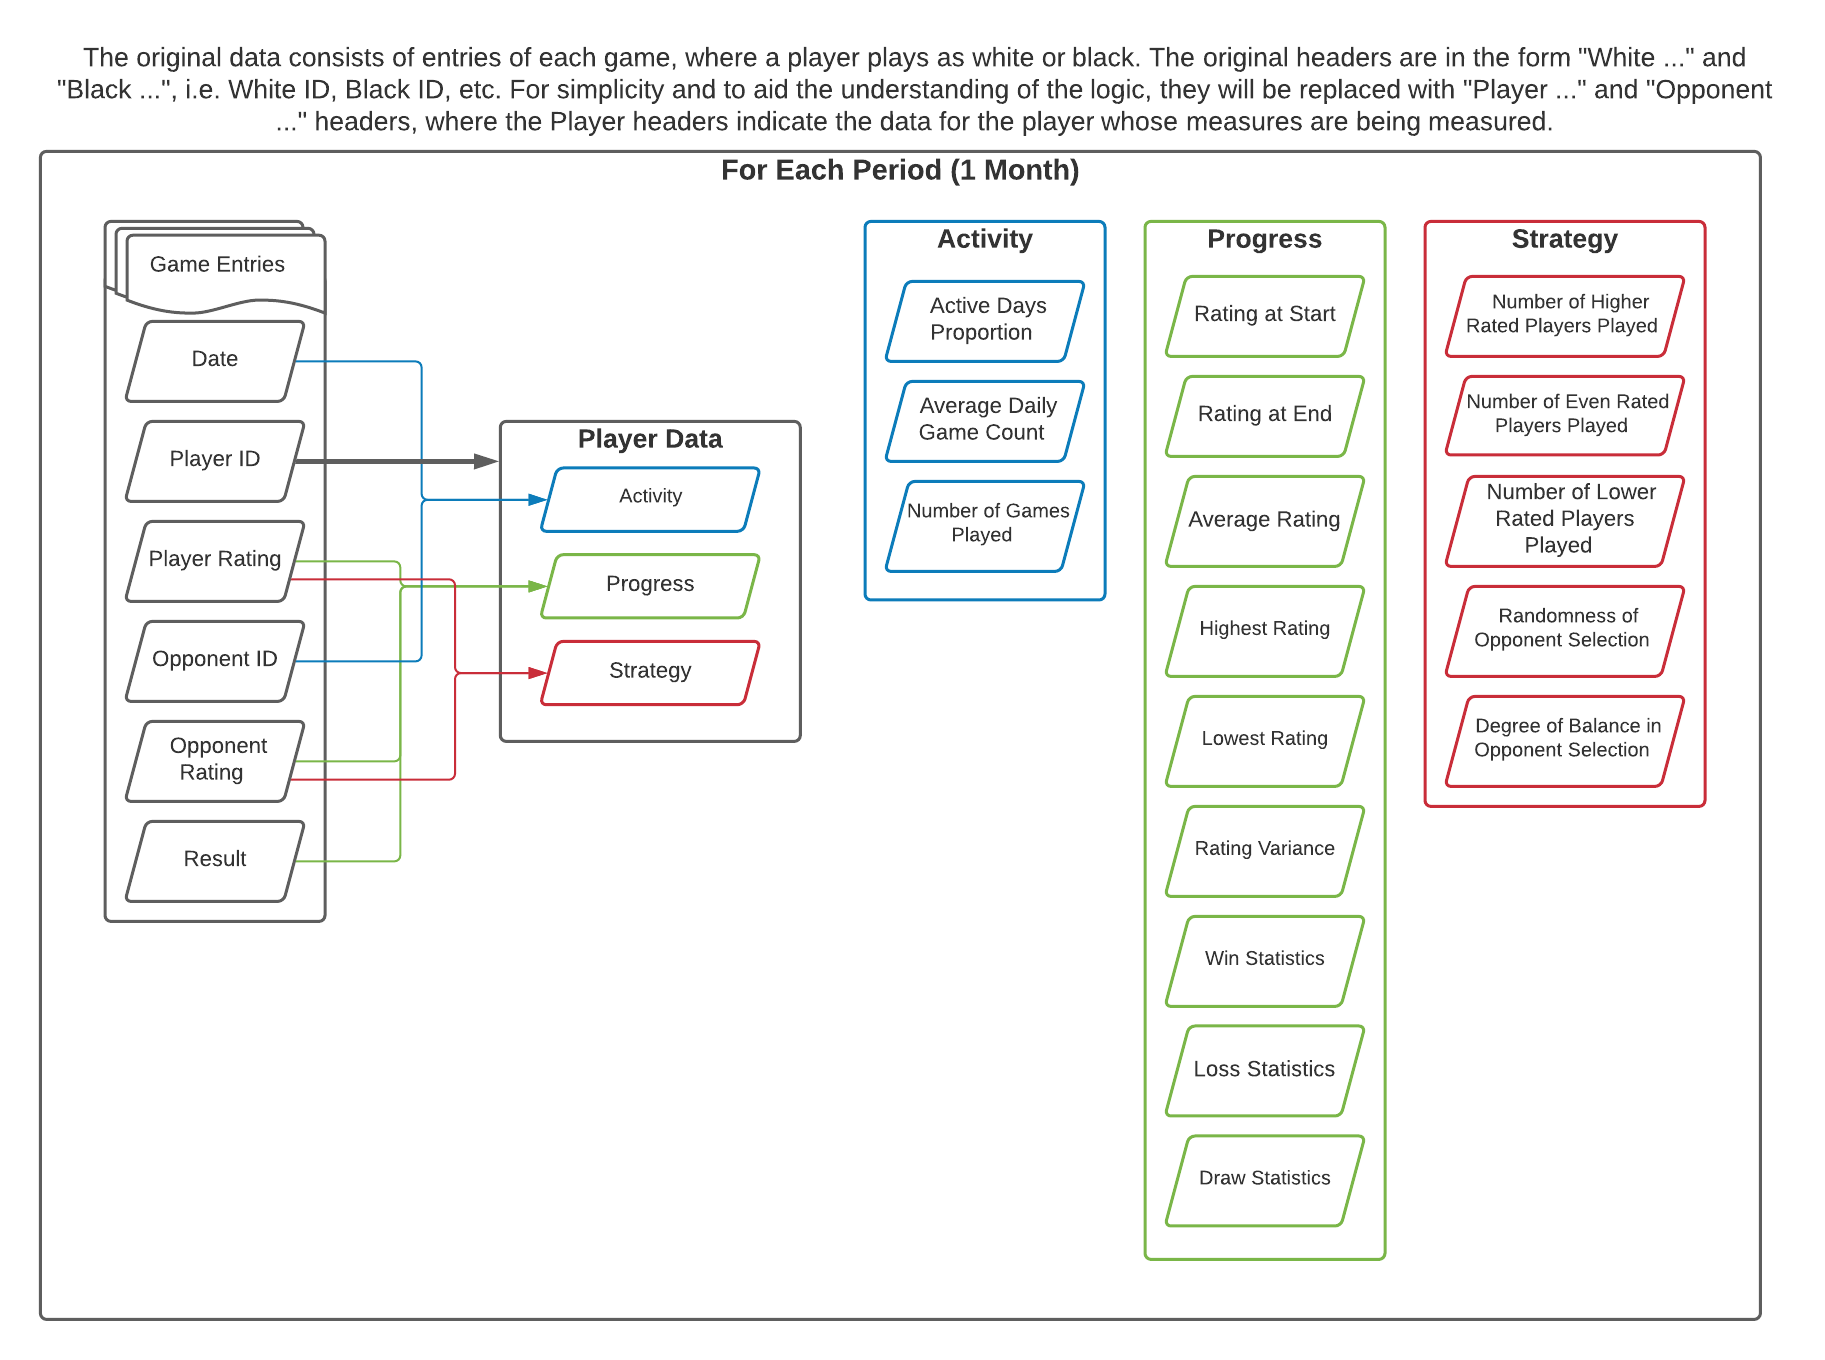 The original data consists of entries of each game, where a player plays as white or black. The original headers are in the form "White ..." and
"Black ...", i.e. White ID, Black ID, etc. For simplicity and to aid the understanding of the logic, they will be replaced with "Player ..." and "Opponent
..." headers, where the Player headers indicate the data for the player whose measures are being measured.
For Each Period (1 Month)
Game Entries
Date
Player ID
Player Rating
Opponent ID
Opponent
Rating
Result
Player Data
Activity
Progress
Strategy
Activity
Active Days
Proportion
Average Daily
Game Count
Number of Games
Played
Progress
Rating at Start
Rating at End
Average Rating
Highest Rating
Lowest Rating
Rating Variance
Win Statistics
Loss Statistics
Draw Statistics
Strategy
Number of Higher
Rated Players Played
Number of Even Rated
Players Played
Number of Lower
Rated Players
Played
Randomness of
Opponent Selection
Degree of Balance in
Opponent Selection